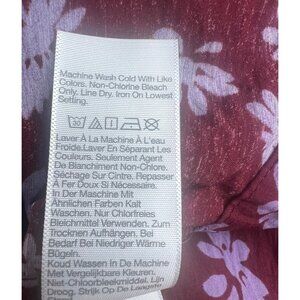 Machine Wash Cold With Like
Colors. Non-Chlorine Bleach
Only. Line Dry. Iron On Lowest
Setting.
30
Laver À La Machine À L'eau
Froide.Laver En Séparant Les
Couleurs. Seulement Agent
De Blanchiment Non-Chlore.
Séchage Sur Cintre. Repasser
À Fer Doux Si Nécessaire.
In Der Maschine Mit
Ähnlichen Farben Kalt
Waschen. Nur Chlorfreies
Bleichmittel Verwenden. Zum
Trocknen Aufhängen. Bei
Bedarf Bei Niedriger Wärme
Bügeln.
Koud Wassen In De Machine
Met Vergelijkbare Kleuren.
Niet-Chloorbleekmiddel. Lijn
Droog. Strijk Op De Laagste